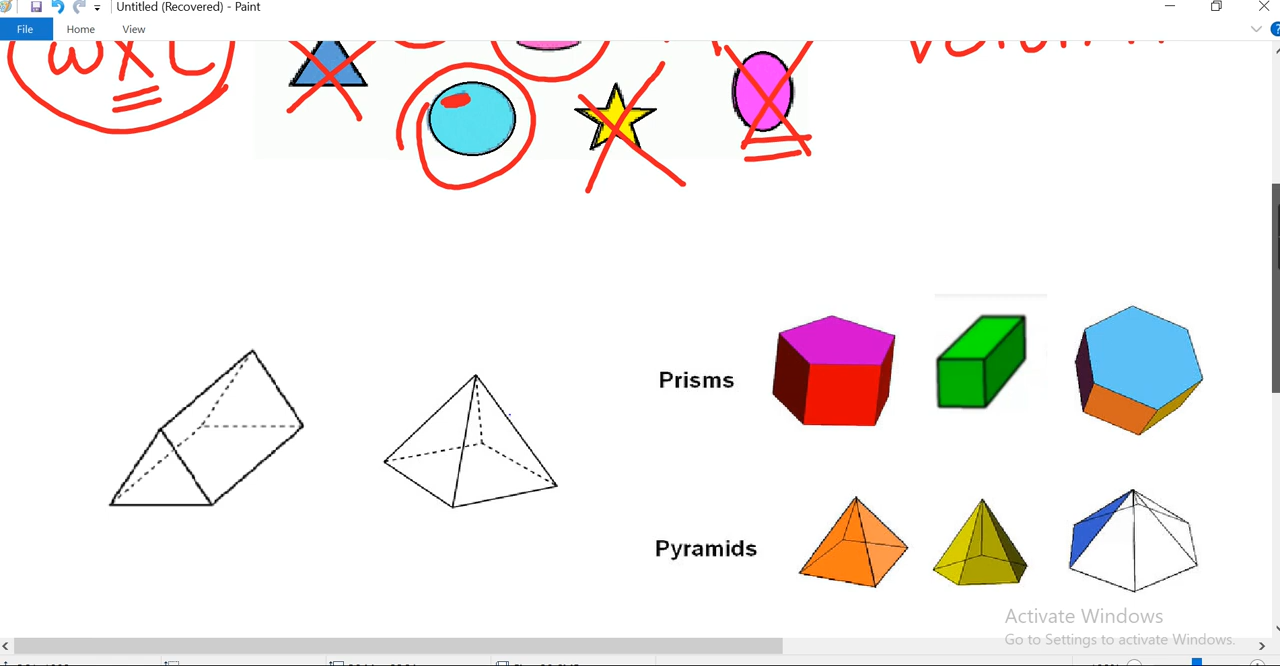 Untitled (Recovered) - Paint
File Home View
W X L
Prisms
Pyramids
Activate Windows
Go to Settings to activate Windows.